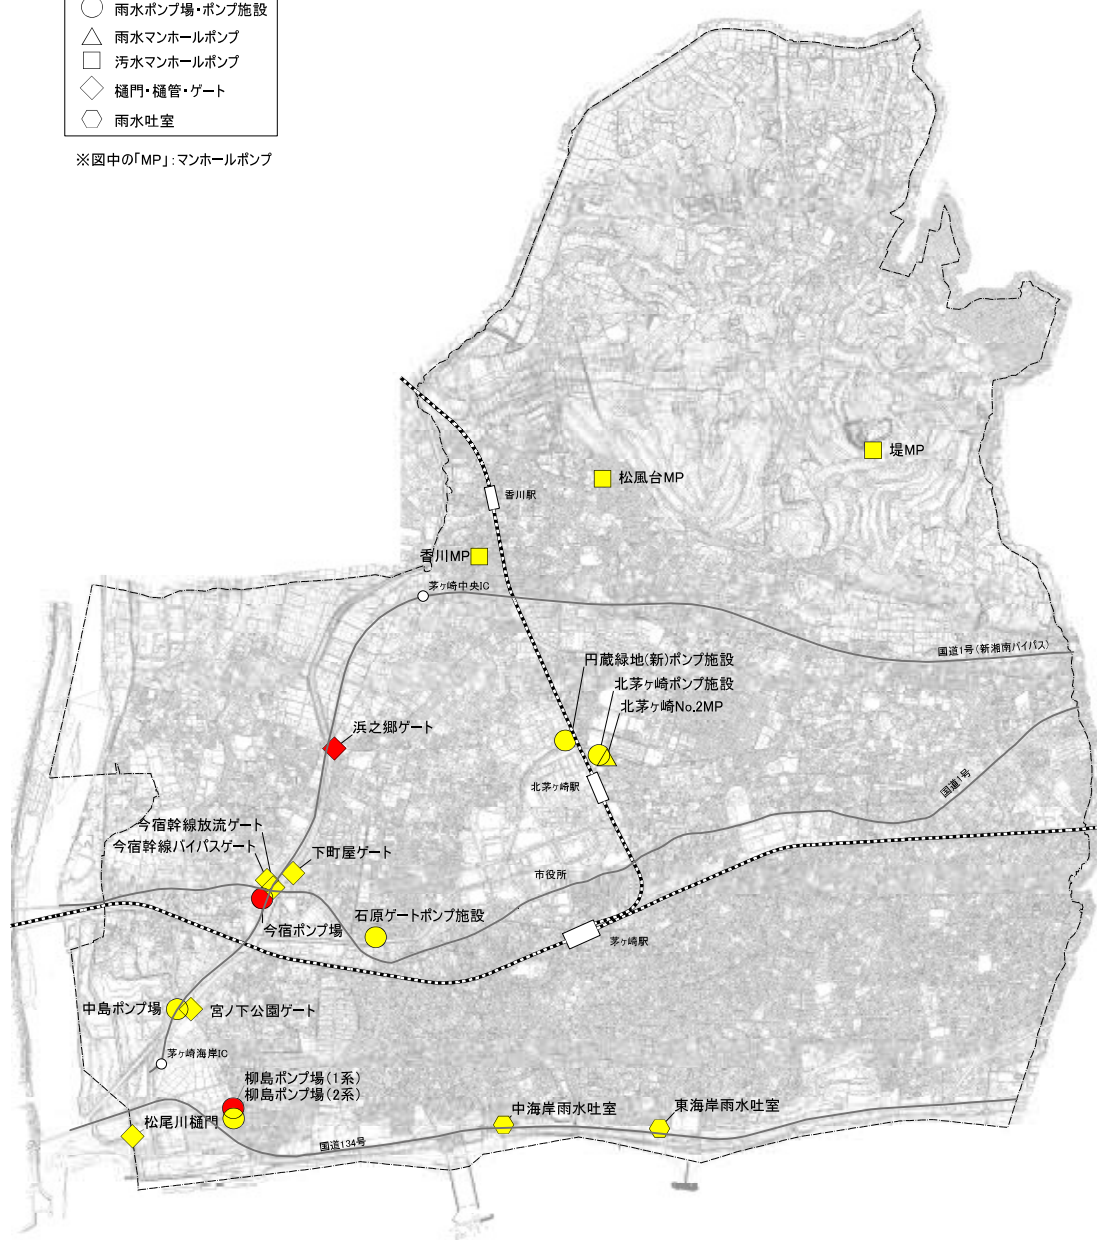 雨水ポンプ場・ポンプ施設
雨水マンホールポンプ
汚水マンホールポンプ
樋門・樋管・ゲート
雨水吐室
※図中の「MP」:マンホールポンプ
堤MP
松風台MP
香川駅
香川MP
茅ヶ崎中央IC
国道1号(新湘南バイパス)
円蔵緑地(新)ポンプ施設
北茅ヶ崎ポンプ施設
北茅ヶ崎No.2MP
浜之郷ゲート
北茅ヶ崎駅
国道1号
今宿幹線放流ゲート
今宿幹線バイパスゲート
下町屋ゲート
市役所
石原ゲートポンプ施設
今宿ポンプ場
茅ヶ崎駅
中島ポンプ場
宮ノ下公園ゲート
茅ヶ崎海岸IC
柳島ポンプ場(1系)
柳島ポンプ場(2系)
松尾川樋門
中海岸雨水吐室
東海岸雨水吐室
国道134号